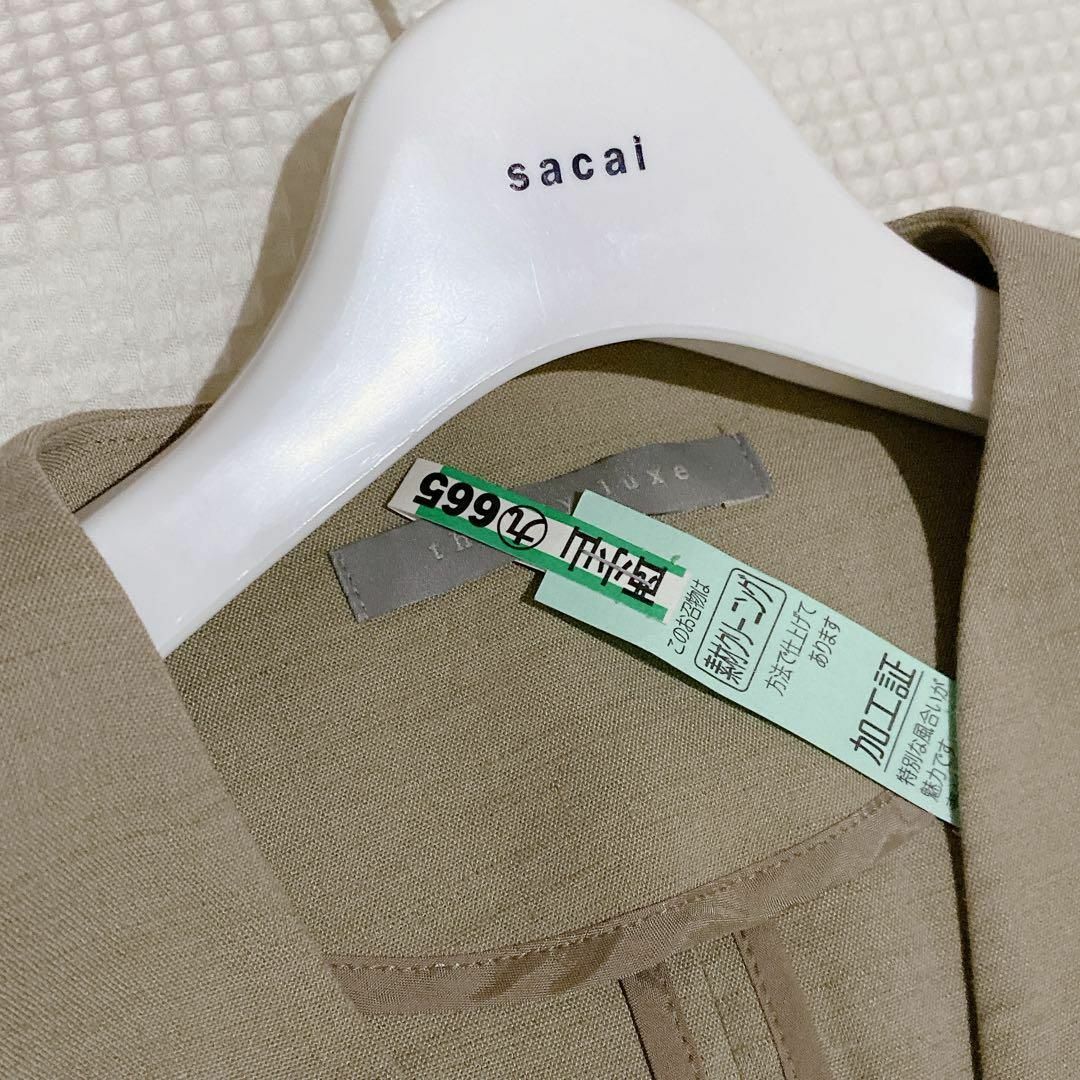 sacai
th
luxe
665
九
このお召物は
素材クリーニング
方法で仕上げて
あります
加工証
特別な風合いが
魅力です